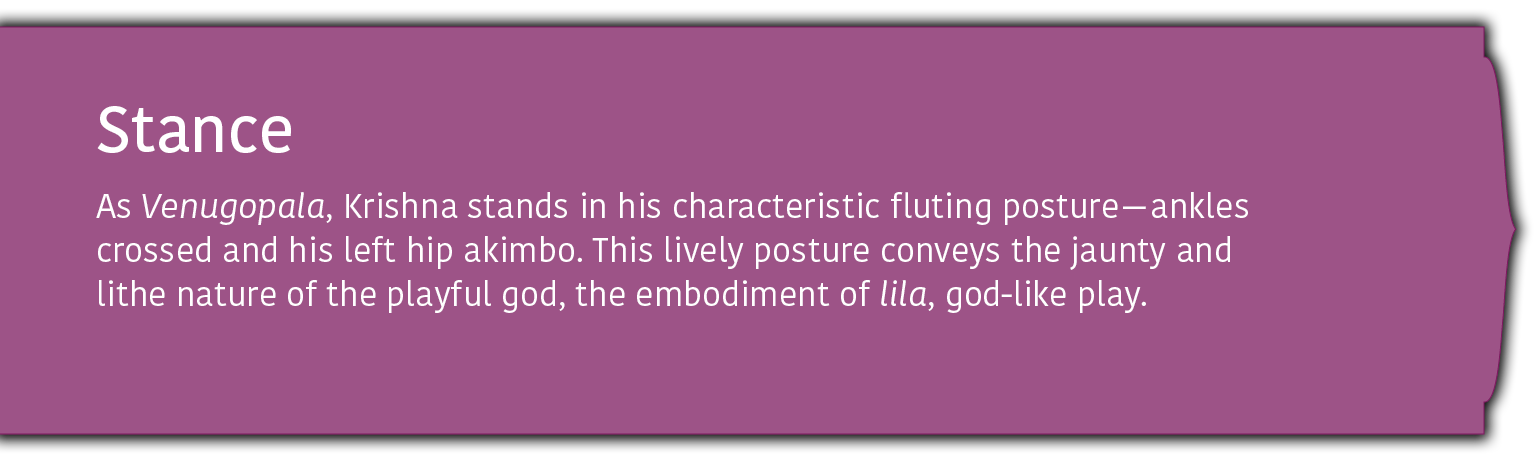 Stance
As Venugopala, Krishna stands in his characteristic fluting posture—ankles
crossed and his left hip akimbo. This lively posture conveys the jaunty and
lithe nature of the playful god, the embodiment of lila, god-like play.